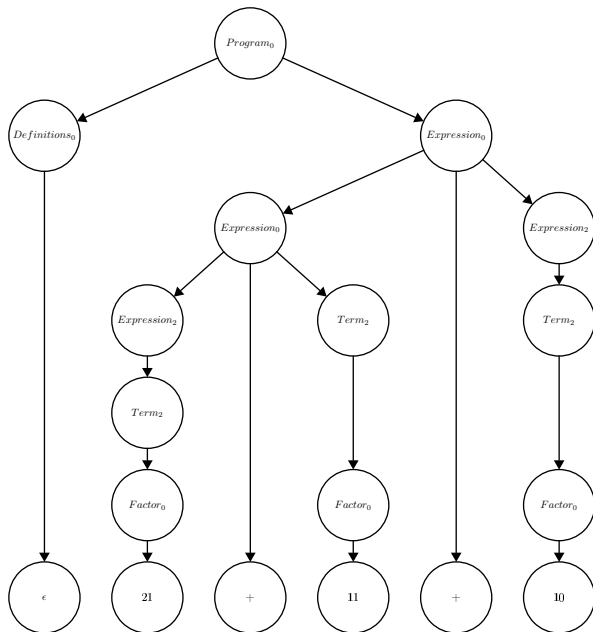 Program₀
Definitions₀ Expression₀
Expression₀ Expression₂
Expression₂ Term₂ Term₂
Term₂
Factor₀ Factor₀ Factor₀
ϵ 21 + 11 + 10